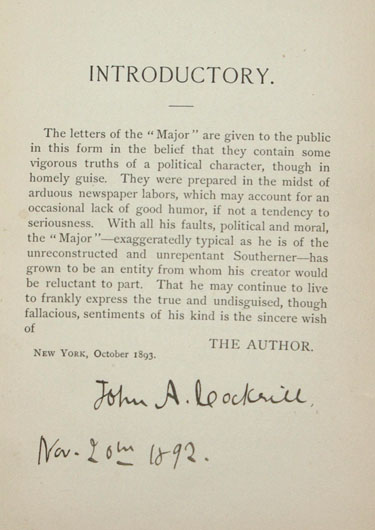 INTRODUCTORY.
The letters of the "Major" are given to the public
in this form in the belief that they contain some
vigorous truths of a political character, though in
homely guise. They were prepared in the midst of
arduous newspaper labors, which may account for an
occasional lack of good humor, if not a tendency to
seriousness. With all his faults, political and moral,
the "Major"—exaggeratedly typical as he is of the
unreconstructed and unrepentant Southerner—has
grown to be an entity from whom his creator would
be reluctant to part. That he may continue to live
to frankly express the true and undisguised, though
fallacious, sentiments of his kind is the sincere wish
of
THE AUTHOR.
NEW YORK, October 1893.
John A. Cockrill.
Nov. 20th 1892.